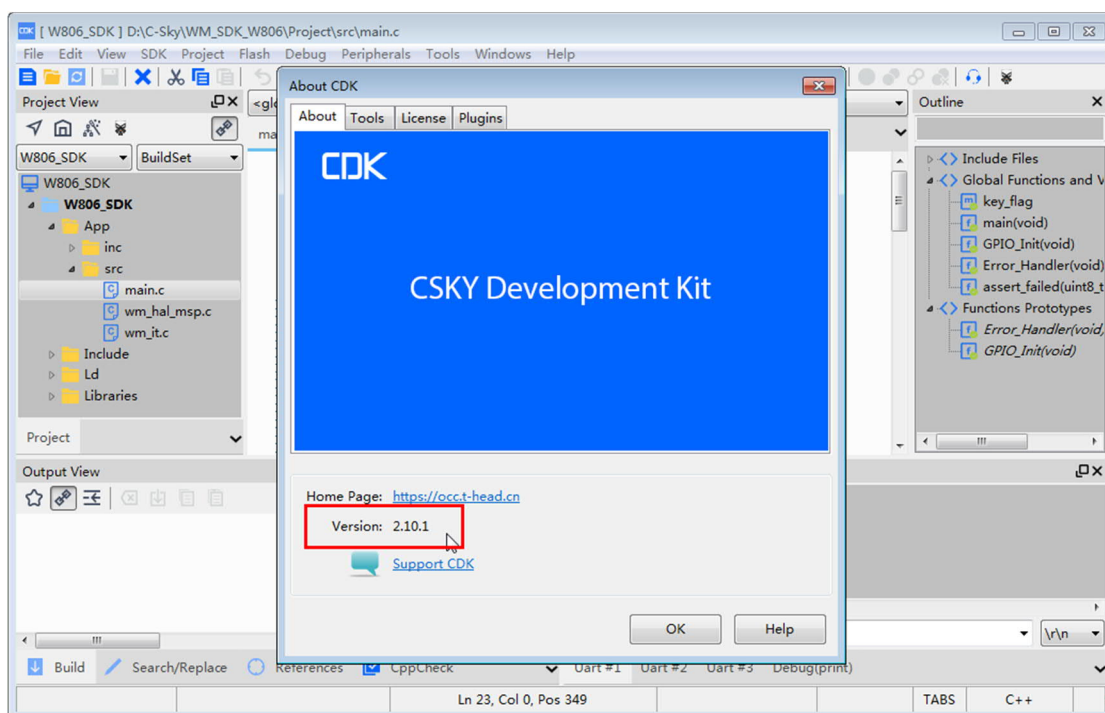 [ W806_SDK ] D:\C-Sky\WM_SDK_W806\Project\src\main.c
File Edit View SDK Project Flash Debug Peripherals Tools Windows Help
Project View
W806_SDK BuildSet
W806_SDK
W806_SDK
App
inc
src
main.c
wm_hal_msp.c
wm_it.c
Include
Ld
Libraries
Project
About CDK
About Tools License Plugins
CDK
CSKY Development Kit
Home Page: https://occ.t-head.cn
Version: 2.10.1
Support CDK
OK Help
Outline
Include Files
Global Functions and V
key_flag
main(void)
GPIO_Init(void)
Error_Handler(void)
assert_failed(uint8_t
Functions Prototypes
Error_Handler(void)
GPIO_Init(void)
Output View
\r\n
Build Search/Replace References CppCheck Uart #1 Uart #2 Uart #3 Debug(print)
Ln 23, Col 0, Pos 349 TABS C++